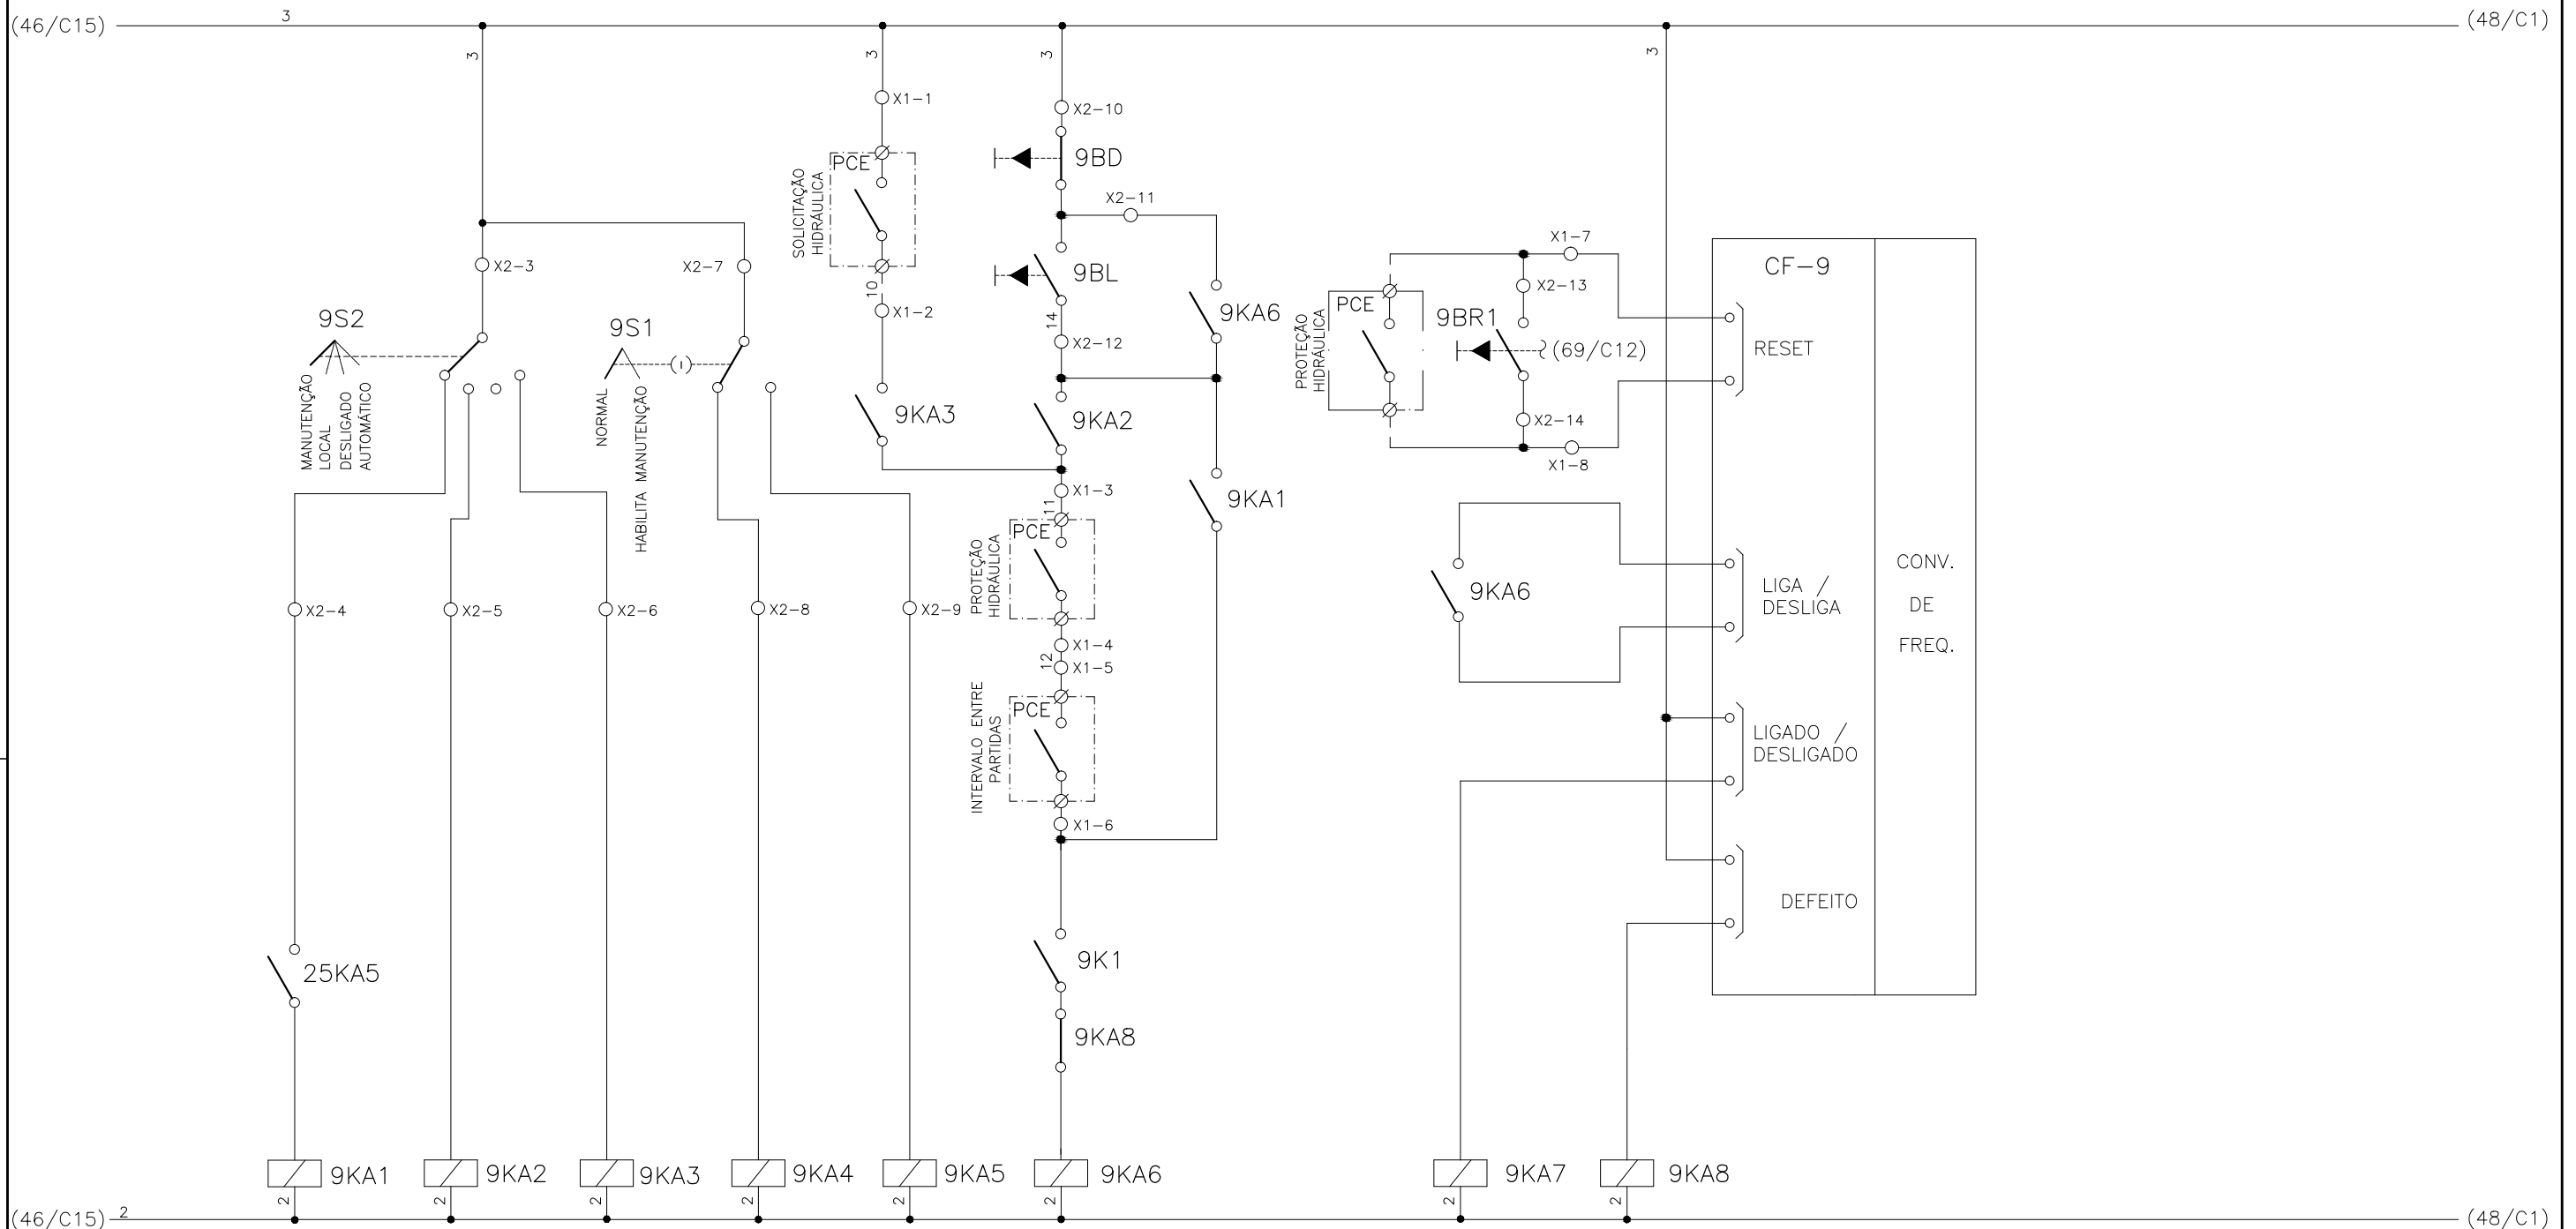 (46/C15)
3
(48/C1)
3
3
3
3
X1-1
X2-10
PCE
9BD
SOLICITAÇÃO
HIDRÁULICA
X2-11
X2-3
X2-7
10
X1-2
9BL
14
X2-12
9KA6
9S2
9S1
MANUTENÇÃO
LOCAL
DESLIGADO
AUTOMÁTICO
NORMAL
HABILITA MANUTENÇÃO
9KA3
9KA2
X1-3
11
9KA1
PCE
PROTEÇÃO
HIDRÁULICA
X1-4
12
X1-5
PCE
INTERVALO ENTRE
PARTIDAS
X1-6
X2-4
X2-5
X2-6
X2-8
X2-9
25KA5
9K1
9KA8
X1-7
X2-13
PCE
PROTEÇÃO
HIDRÁULICA
9BR1
(69/C12)
X2-14
X1-8
9KA6
CF-9
RESET
LIGA /
DESLIGA
LIGADO /
DESLIGADO
DEFEITO
CONV.
DE
FREQ.
9KA1
9KA2
9KA3
9KA4
9KA5
9KA6
9KA7
9KA8
2
2
2
2
2
2
2
2
(46/C15)
2
(48/C1)